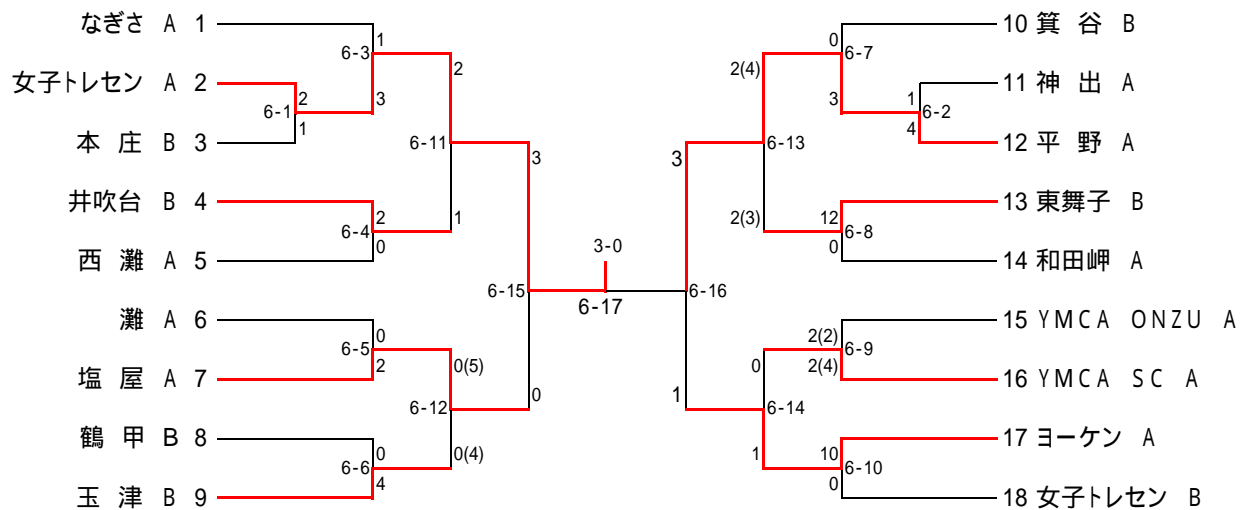 なぎさ A 1
1
6-3
女子トレセン A 2
2
6-1
3
2
1
本庄 B 3
6-11
井吹台 B 4
2
6-4
1
0
西灘 A 5
3
6-15
灘 A 6
0
6-5
2
塩屋 A 7
0(5)
6-12
0
鶴甲 B 8
0
6-6
0(4)
4
玉津 B 9
3-0
6-17
10 箕谷 B
0
6-7
2(4)
3
11 神出 A
1
6-2
4
12 平野 A
6-13
3
13 東舞子 B
12
2(3)
6-8
0
14 和田岬 A
6-16
15 YMCA ONZU A
2(2)
6-9
2(4)
16 YMCA SC A
0
6-14
1
17 ヨーケン A
10
1
6-10
0
18 女子トレセン B